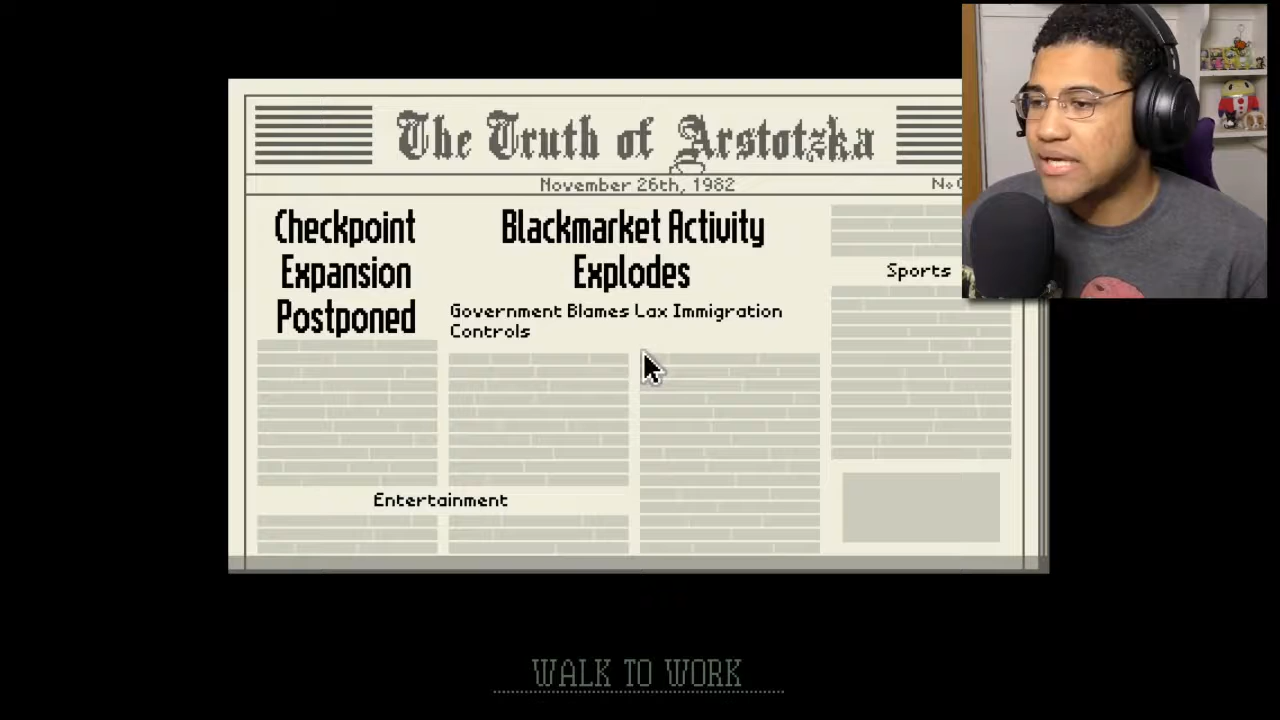 The Truth of Arstotzka
November 26th, 1982
Checkpoint
Expansion
Postponed
Blackmarket Activity
Explodes
Government Blames Lax Immigration
Controls
Sports
Entertainment
WALK TO WORK